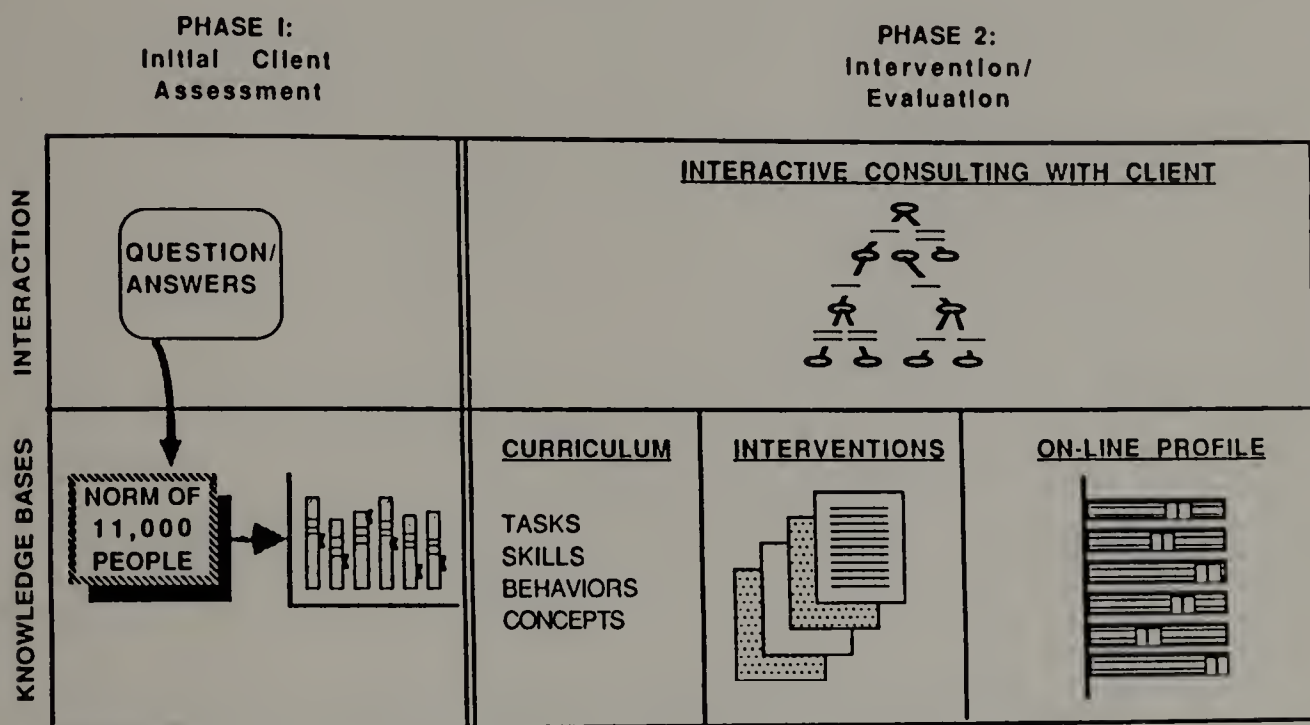 PHASE I:
Initial Client
Assessment
PHASE 2:
Intervention/
Evaluation
INTERACTION
QUESTION/
ANSWERS
INTERACTIVE CONSULTING WITH CLIENT
KNOWLEDGE BASES
NORM OF
11,000
PEOPLE
CURRICULUM
TASKS
SKILLS
BEHAVIORS
CONCEPTS
INTERVENTIONS
ON-LINE PROFILE